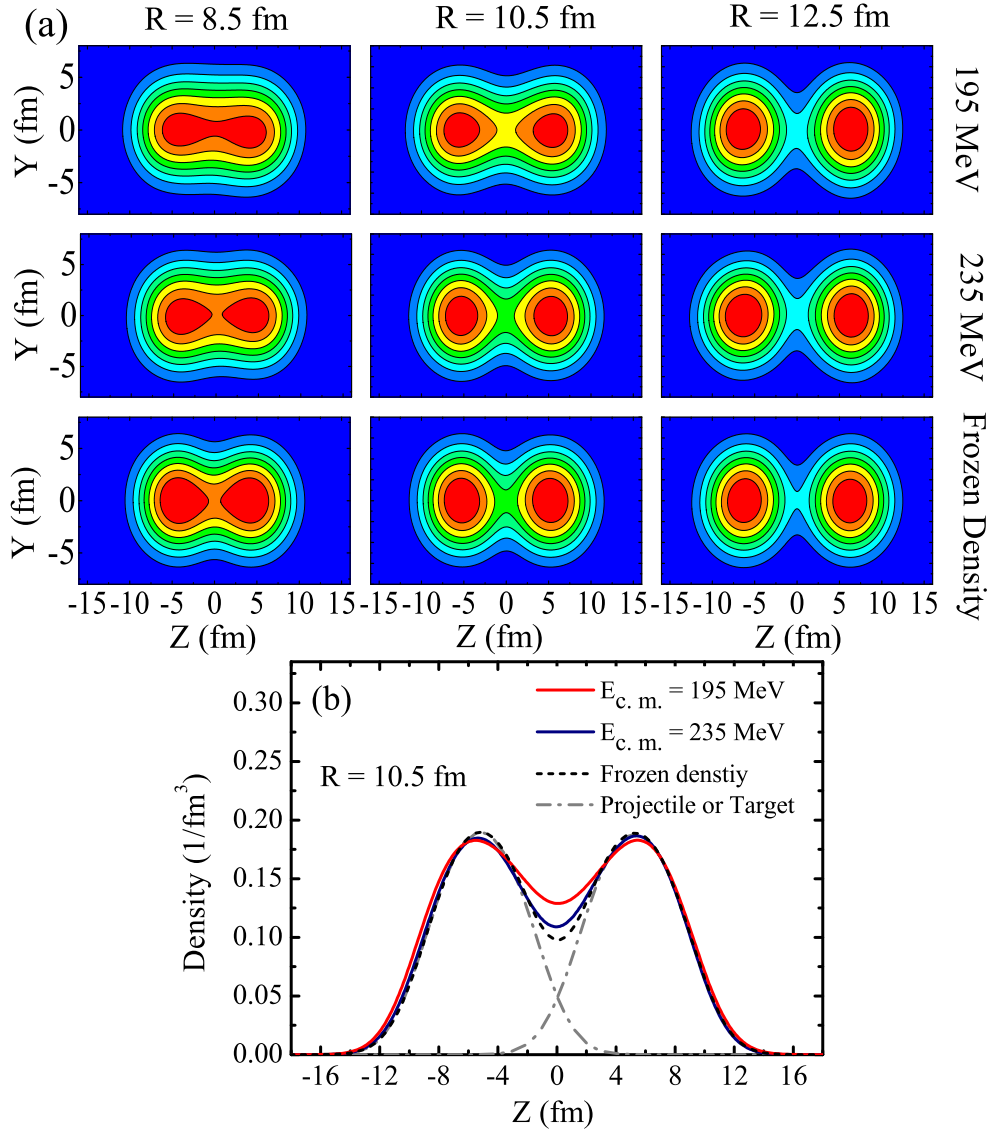 (a)
R = 8.5 fm
R = 10.5 fm
R = 12.5 fm
5
0
-5
Y (fm)
195 MeV
5
0
-5
Y (fm)
235 MeV
5
0
-5
Y (fm)
Frozen Density
-15 -10 -5 0 5 10 15
-15 -10 -5 0 5 10 15
-15 -10 -5 0 5 10 15
Z (fm)
Z (fm)
Z (fm)
(b)
E c. m. = 195 MeV
E c. m. = 235 MeV
Frozen denstiy
Projectile or Target
R = 10.5 fm
0.30
0.25
0.20
0.15
0.10
0.05
0.00
Density (1/fm³)
-16 -12 -8 -4 0 4 8 12 16
Z (fm)